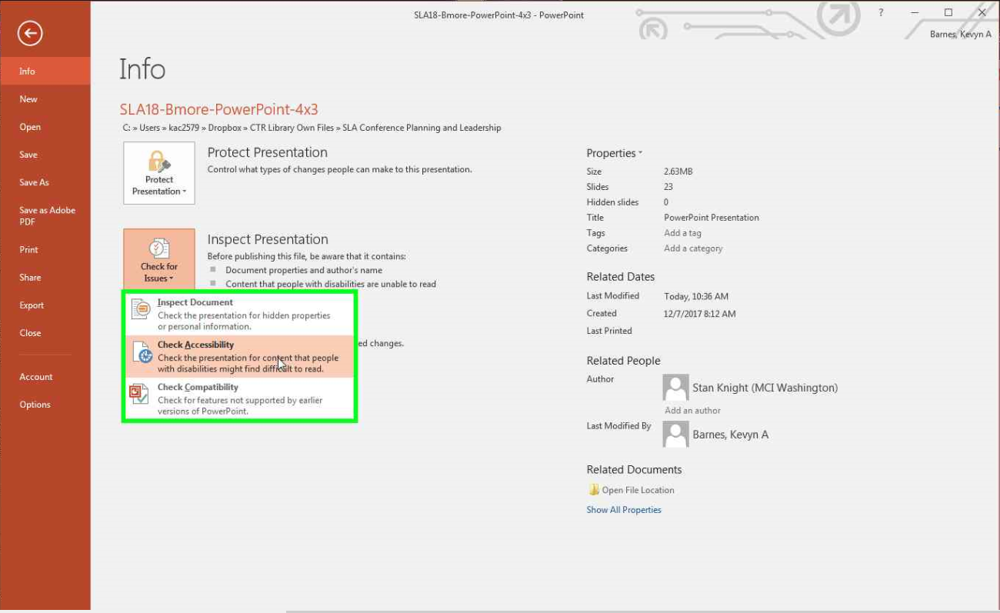 SLA18-Bmore-PowerPoint-4x3 - PowerPoint
?
Barnes, Kevyn A
Info
New
Open
Save
Save As
Save as Adobe
PDF
Print
Share
Export
Close
Account
Options
Info
SLA18-Bmore-PowerPoint-4x3
C: » Users » kac2579 » Dropbox » CTR Library Own Files » SLA Conference Planning and Leadership
Protect
Presentation
Protect Presentation
Control what types of changes people can make to this presentation.
Check for
Issues
Inspect Presentation
Before publishing this file, be aware that it contains:
Document properties and author's name
Content that people with disabilities are unable to read
Inspect Document
Check the presentation for hidden properties
or personal information.
Check Accessibility
Check the presentation for content that people
with disabilities might find difficult to read.
Check Compatibility
Check for features not supported by earlier
versions of PowerPoint.
ed changes.
Properties
Size 2.63MB
Slides 23
Hidden slides 0
Title PowerPoint Presentation
Tags Add a tag
Categories Add a category
Related Dates
Last Modified Today, 10:36 AM
Created 12/7/2017 8:12 AM
Last Printed
Related People
Author Stan Knight (MCI Washington)
Add an author
Last Modified By Barnes, Kevyn A
Related Documents
Open File Location
Show All Properties